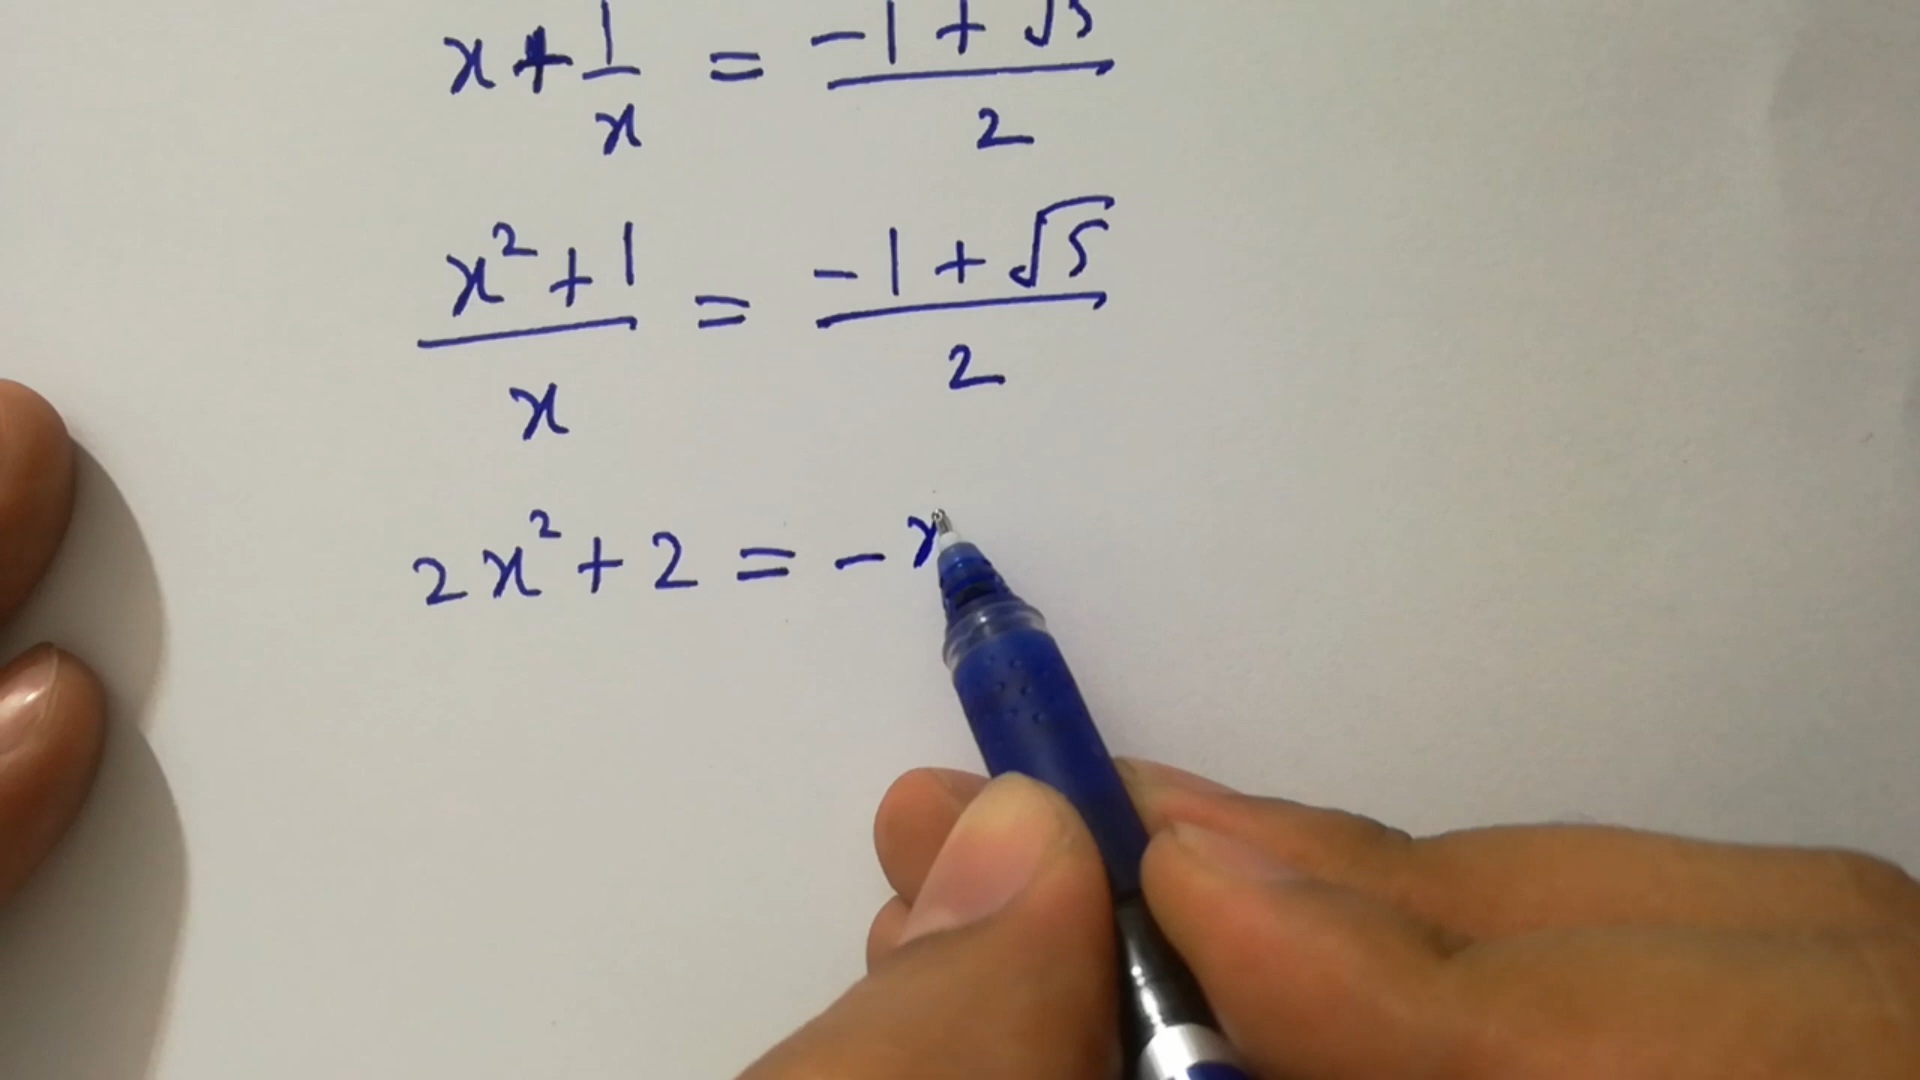 x + 1/x = (-1 + √5)/2
(x² + 1)/x = (-1 + √5)/2
2x² + 2 = - x